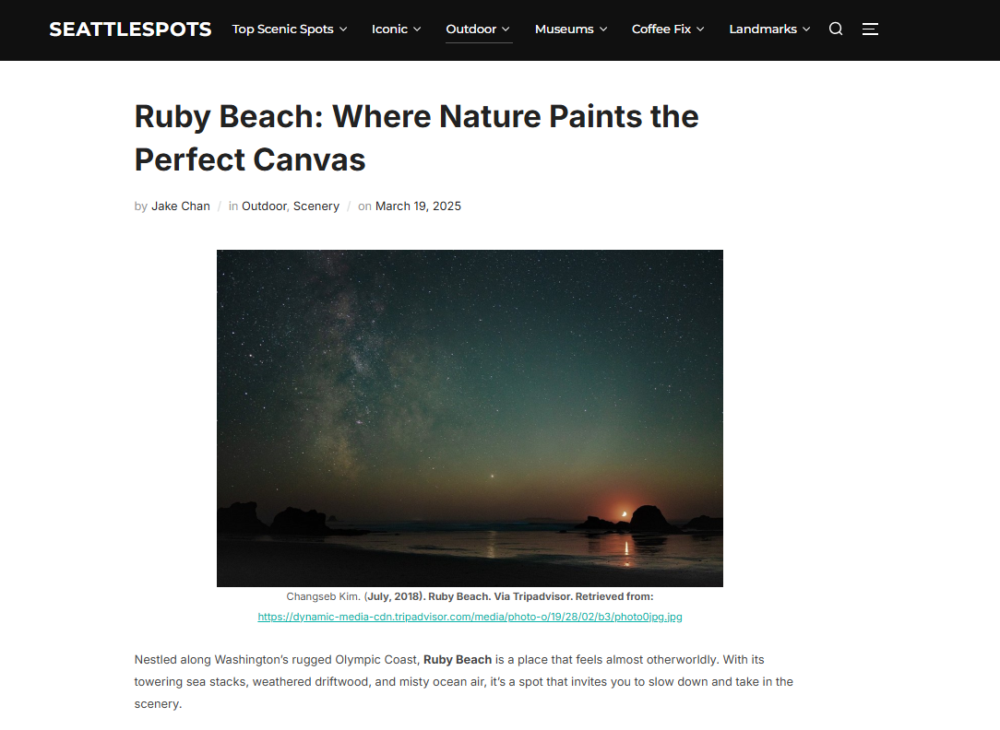 SEATTLESPOTS Top Scenic Spots Iconic Outdoor Museums Coffee Fix Landmarks
Ruby Beach: Where Nature Paints the
Perfect Canvas
by Jake Chan / in Outdoor, Scenery / on March 19, 2025
Changseb Kim. (July, 2018). Ruby Beach. Via Tripadvisor. Retrieved from:
https://dynamic-media-cdn.tripadvisor.com/media/photo-o/19/28/02/b3/photo0jpg.jpg
Nestled along Washington’s rugged Olympic Coast, Ruby Beach is a place that feels almost otherworldly. With its
towering sea stacks, weathered driftwood, and misty ocean air, it’s a spot that invites you to slow down and take in the
scenery.